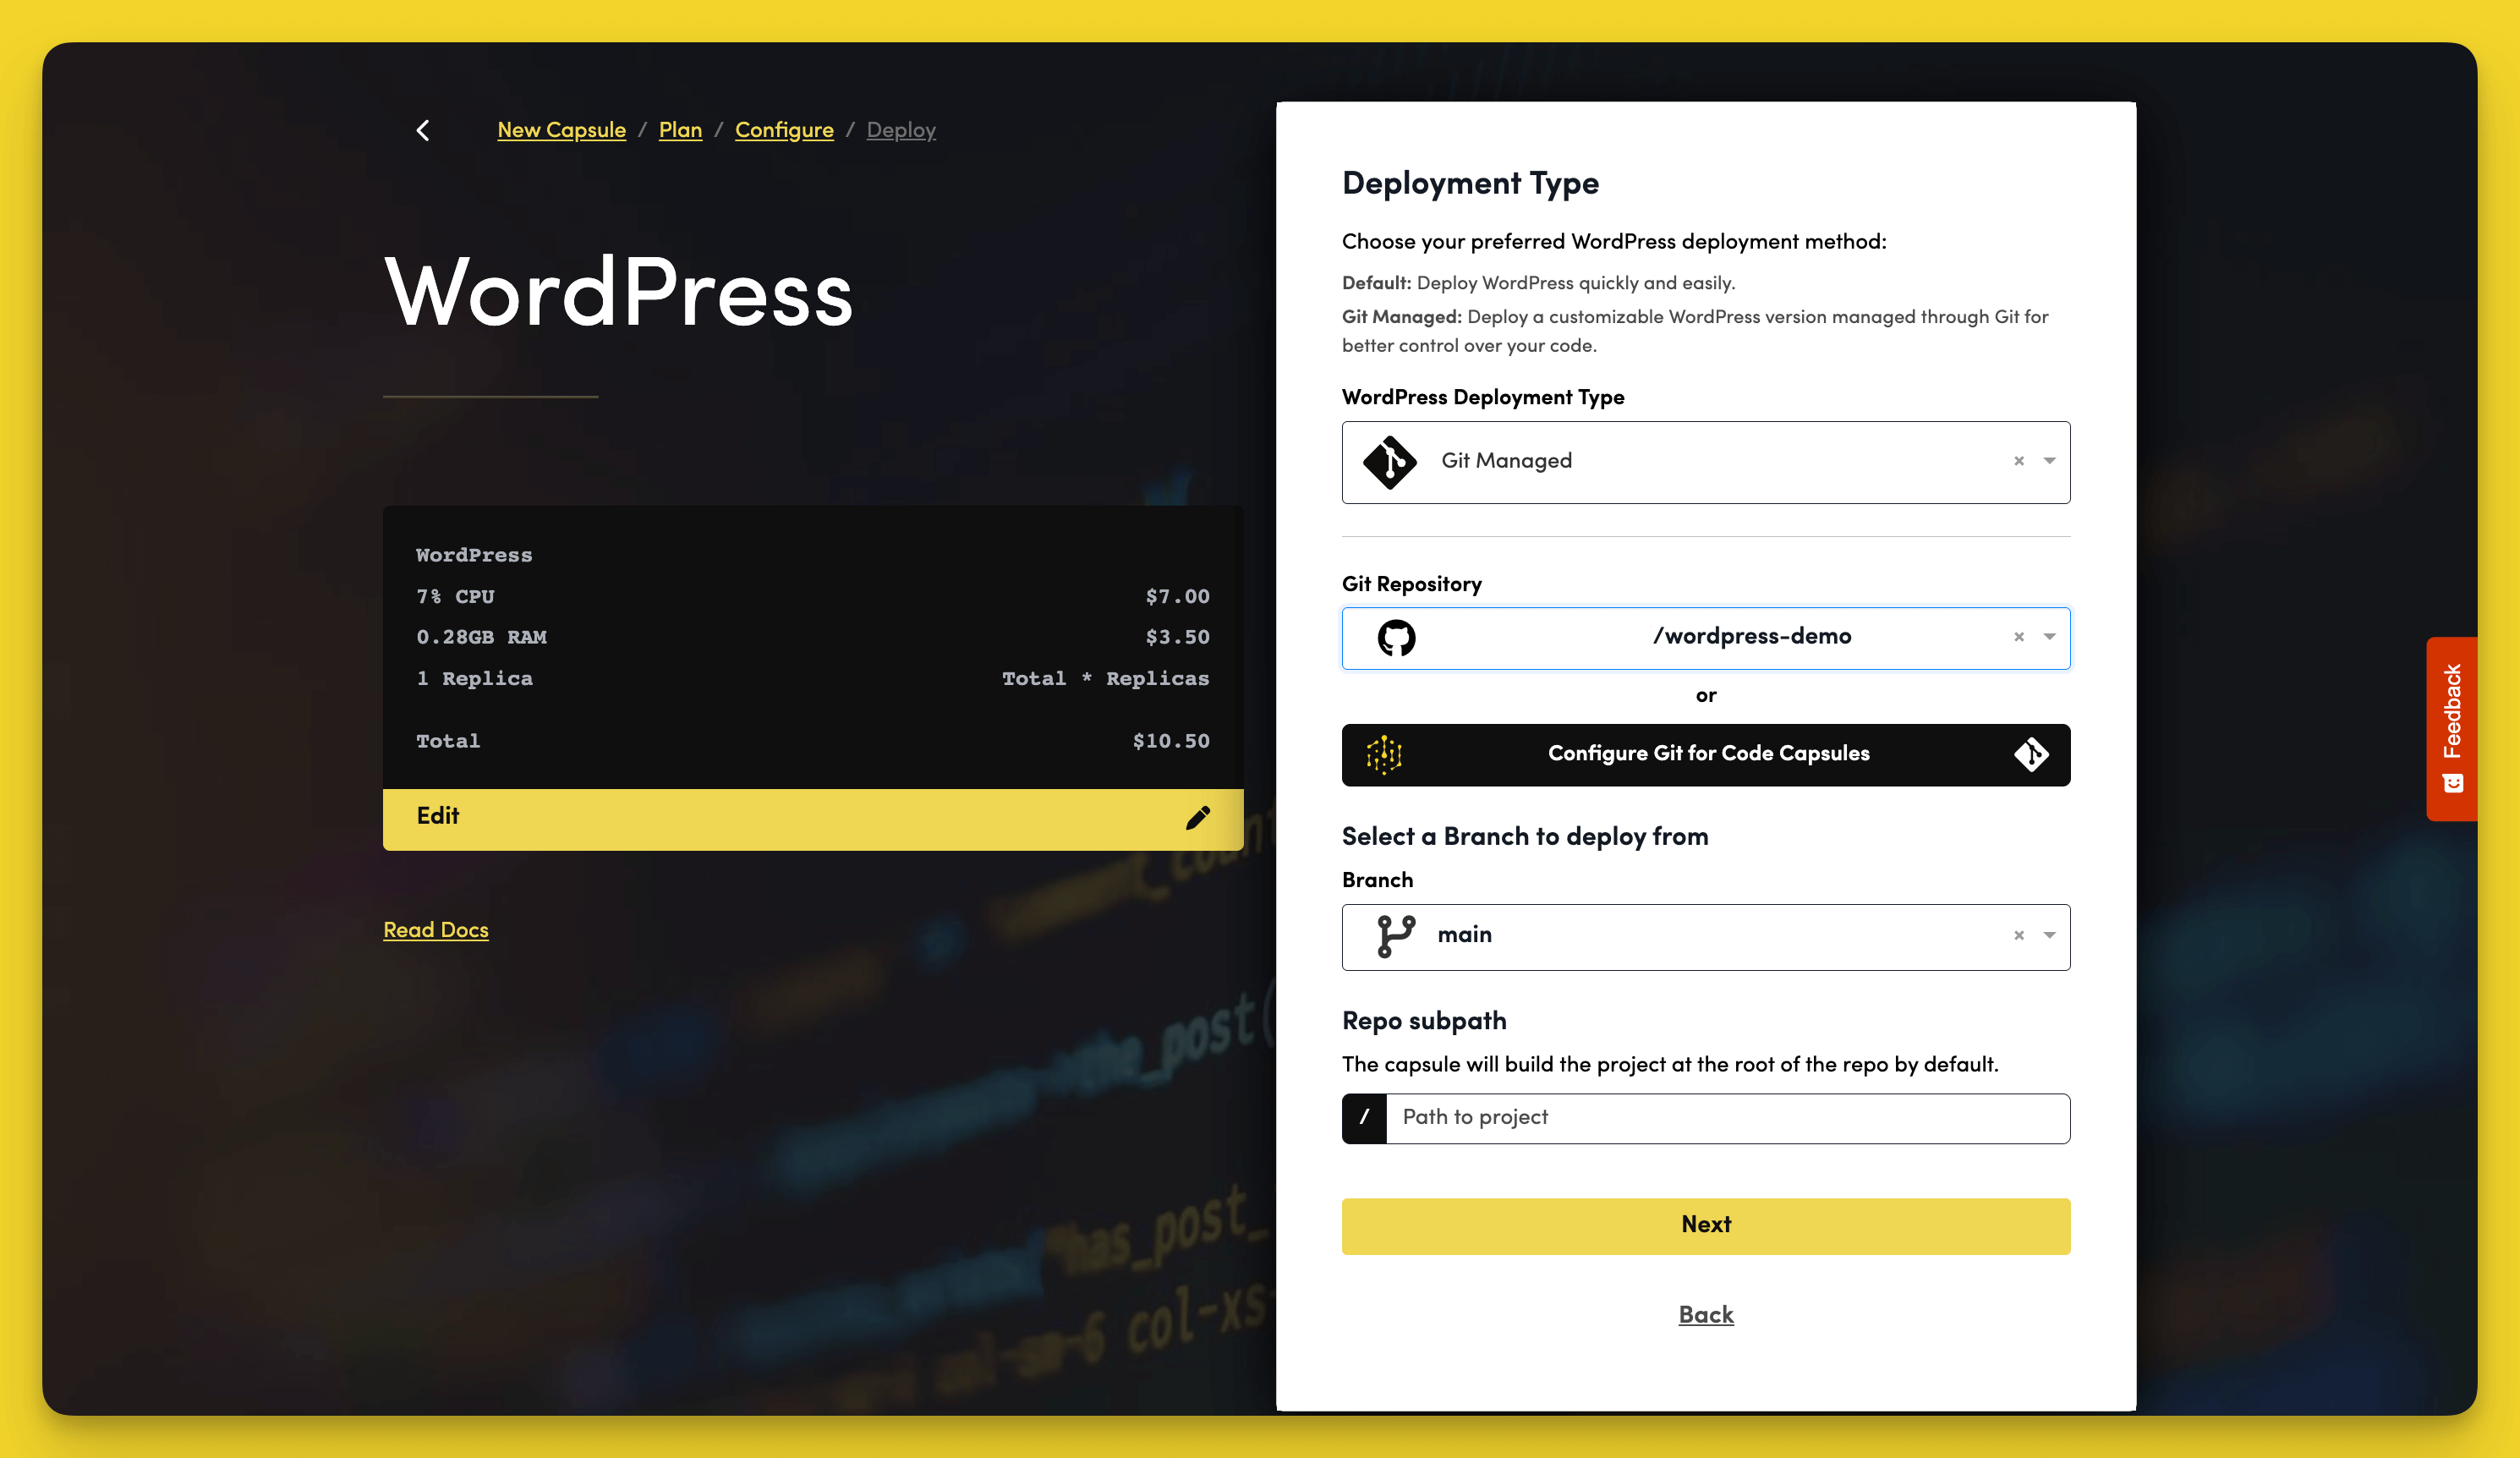 New Capsule / Plan / Configure / Deploy
WordPress
WordPress
7% CPU $7.00
0.28GB RAM $3.50
1 Replica Total * Replicas
Total $10.50
Edit
Read Docs
Deployment Type
Choose your preferred WordPress deployment method:
Default: Deploy WordPress quickly and easily.
Git Managed: Deploy a customizable WordPress version managed through Git for
better control over your code.
WordPress Deployment Type
Git Managed
Git Repository
/wordpress-demo
or
Configure Git for Code Capsules
Select a Branch to deploy from
Branch
main
Repo subpath
The capsule will build the project at the root of the repo by default.
/ Path to project
Next
Back
Feedback
the_post(
has_post_
col-xs-